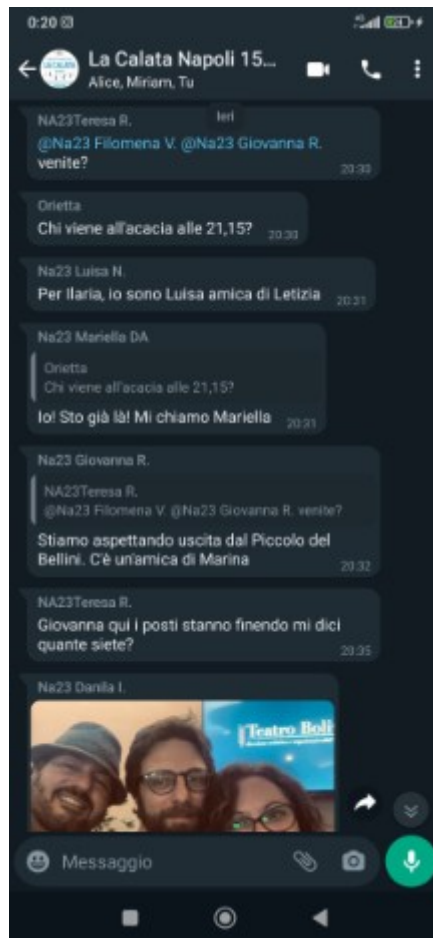 0:20
La Calata Napoli 15...
Alice, Miriam, Tu
Ieri
NA23Teresa R.
@Na23 Filomena V. @Na23 Giovanna R.
venite?
20:30
Orietta
Chi viene all'acacia alle 21,15?
20:30
Na23 Luisa N.
Per Ilaria, io sono Luisa amica di Letizia
20:31
Na23 Mariella DA
Orietta
Chi viene all'acacia alle 21,15?
Io! Sto già là! Mi chiamo Mariella
20:31
Na23 Giovanna R.
NA23Teresa R.
@Na23 Filomena V. @Na23 Giovanna R. venite?
Stiamo aspettando uscita dal Piccolo del
Bellini. C'è un'amica di Marina
20:32
NA23Teresa R.
Giovanna qui i posti stanno finendo mi dici
quante siete?
20:35
Na23 Danila I.
Teatro
Messaggio